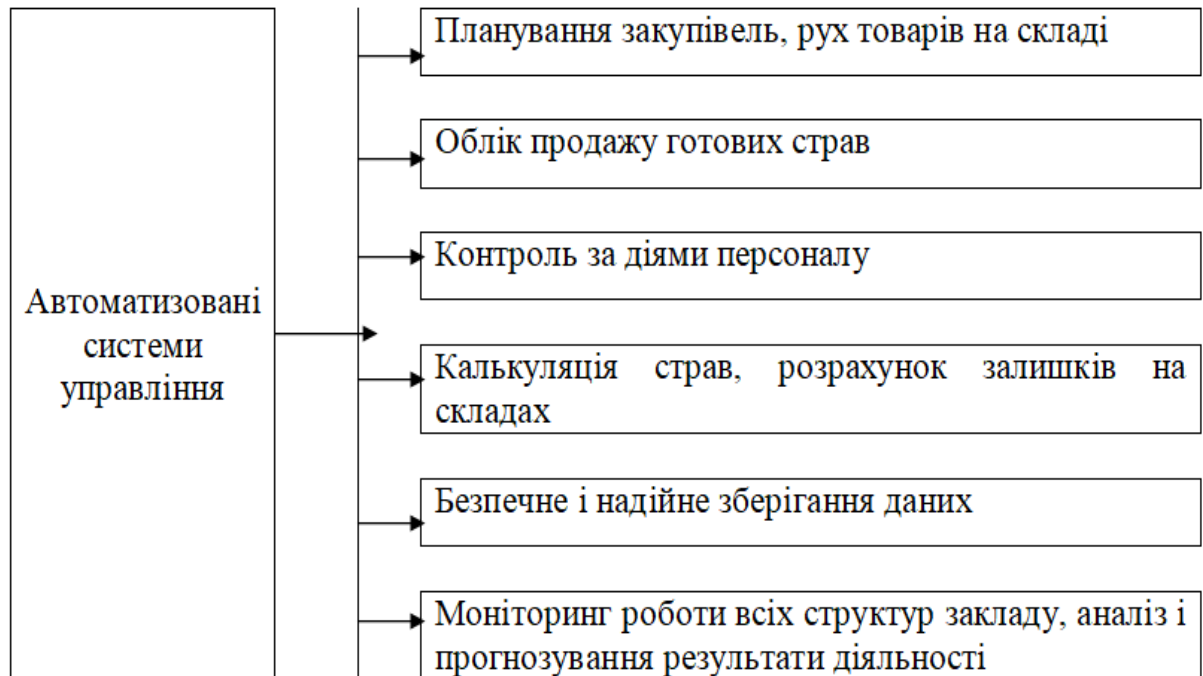 Автоматизовані
системи
управління
Планування закупівель, рух товарів на складі
Облік продажу готових страв
Контроль за діями персоналу
Калькуляція страв, розрахунок залишків на
складах
Безпечне і надійне зберігання даних
Моніторинг роботи всіх структур закладу, аналіз і
прогнозування результати діяльності